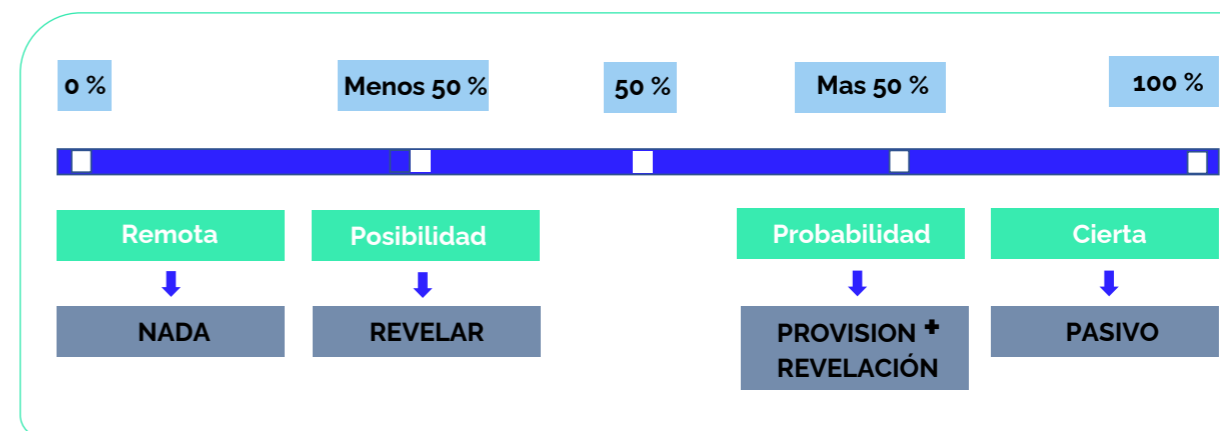 0 %
Menos 50 %
50 %
Mas 50 %
100 %
Remota
Posibilidad
Probabilidad
Cierta
NADA
REVELAR
PROVISION +
REVELACIÓN
PASIVO